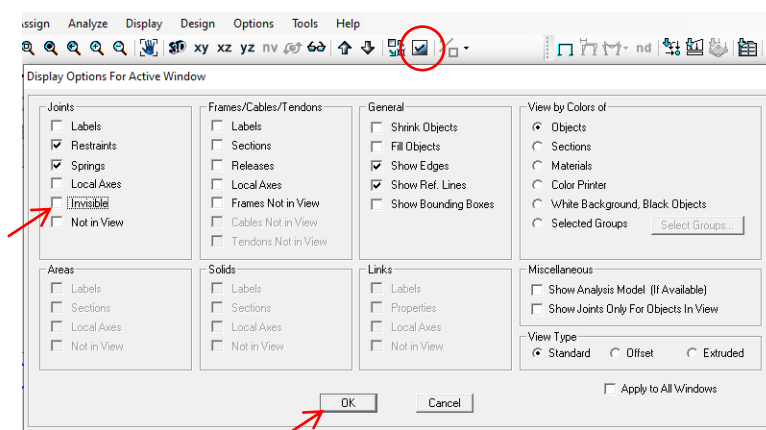 ssign Analyze Display Design Options Tools Help
3D xy xz yz nv nd
Display Options For Active Window
Joints
Labels
Restraints
Springs
Local Axes
Invisible
Not in View
Frames/Cables/Tendons
Labels
Sections
Releases
Local Axes
Frames Not in View
Cables Not in View
Tendons Not in View
General
Shrink Objects
Fill Objects
Show Edges
Show Ref. Lines
Show Bounding Boxes
View by Colors of
Objects
Sections
Materials
Color Printer
White Background, Black Objects
Selected Groups Select Groups...
Areas
Labels
Sections
Local Axes
Not in View
Solids
Labels
Sections
Local Axes
Not in View
Links
Labels
Properties
Local Axes
Not in View
Miscellaneous
Show Analysis Model (If Available)
Show Joints Only For Objects In View
View Type
Standard Offset Extruded
Apply to All Windows
OK Cancel